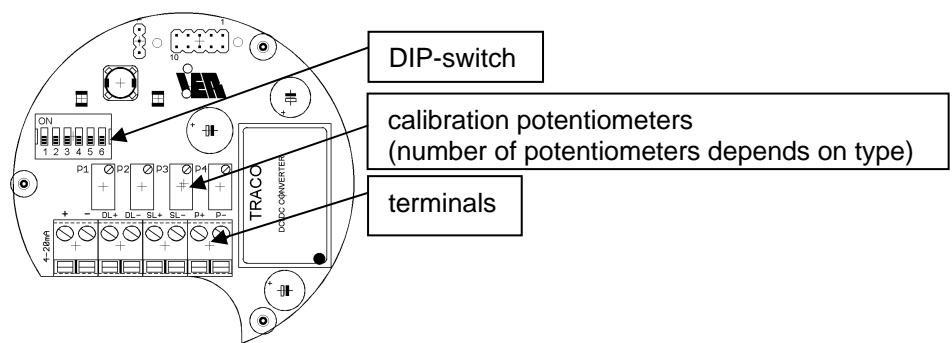 1
10
DIP-switch
ON
1 2 3 4 5 6
calibration potentiometers
(number of potentiometers depends on type)
P1 P2 P3 P4
terminals
+ - DL+ DL- SL+ SL- P+ P-
4-20mA
TRACO
DC/DC CONVERTER
+
+
+